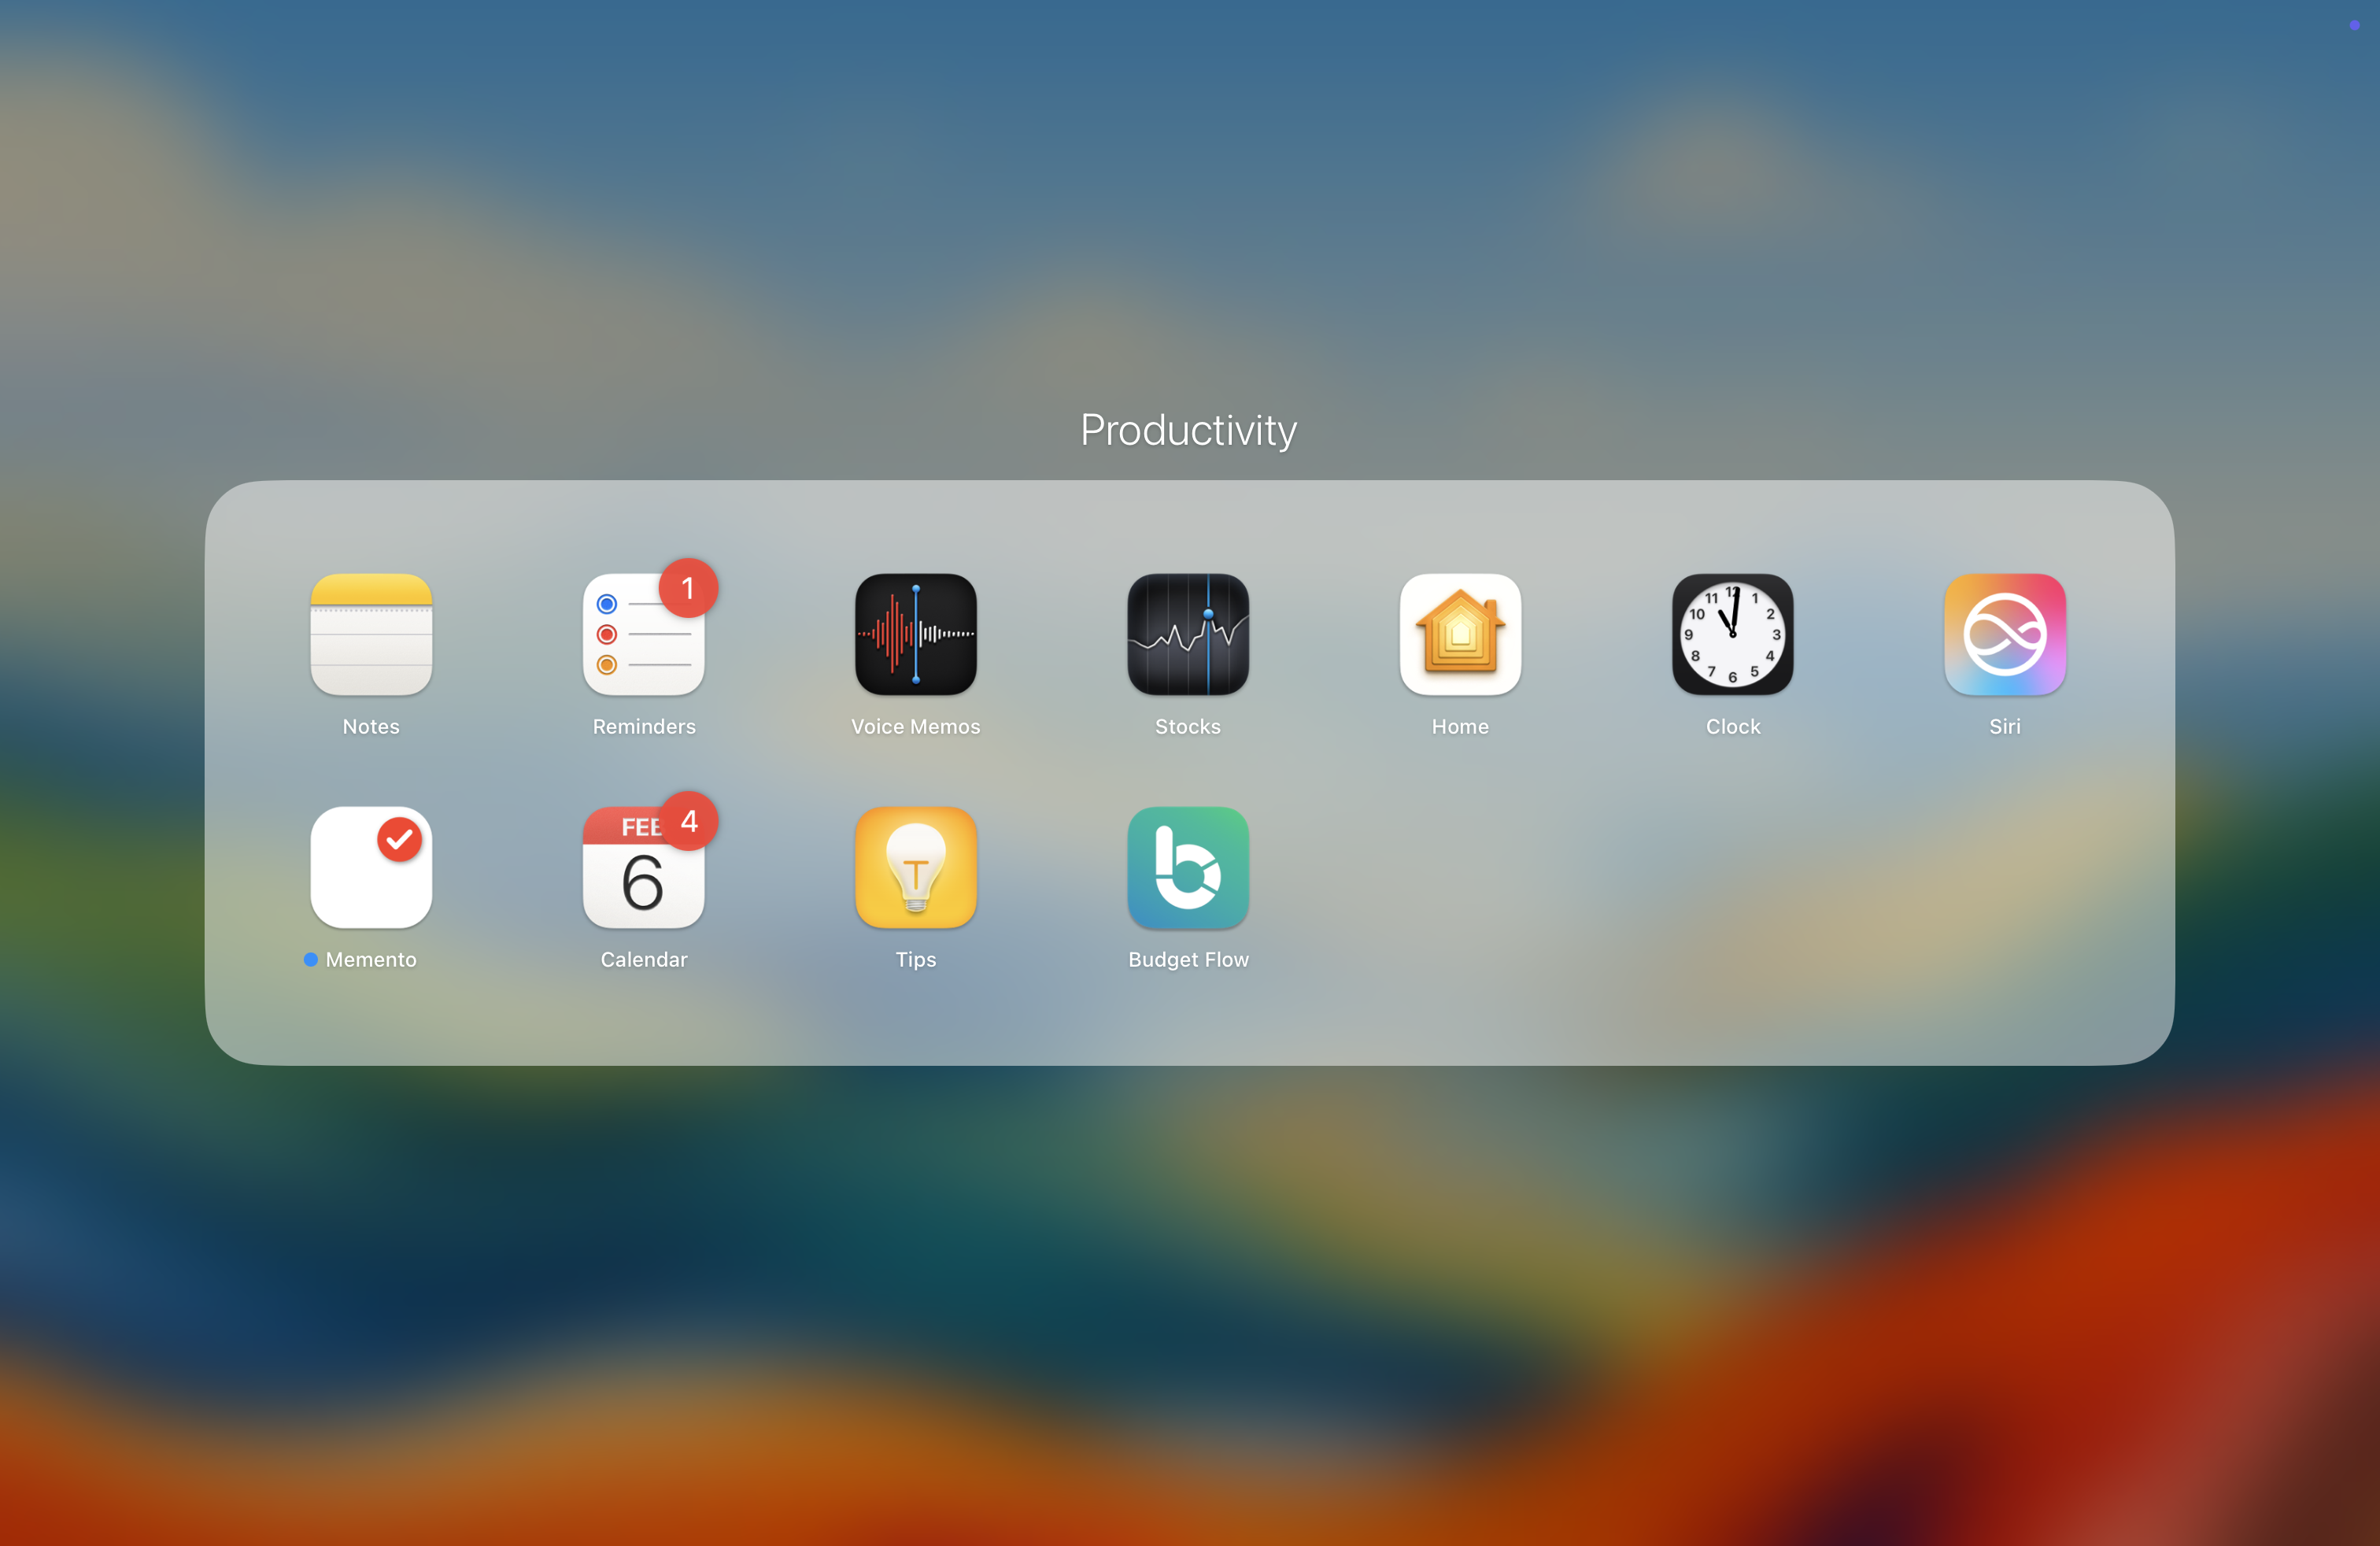 Productivity
1
12 1 2 3 4 5 6 7 8 9 10 11
Notes Reminders Voice Memos Stocks Home Clock Siri
4
6
Memento Calendar Tips Budget Flow